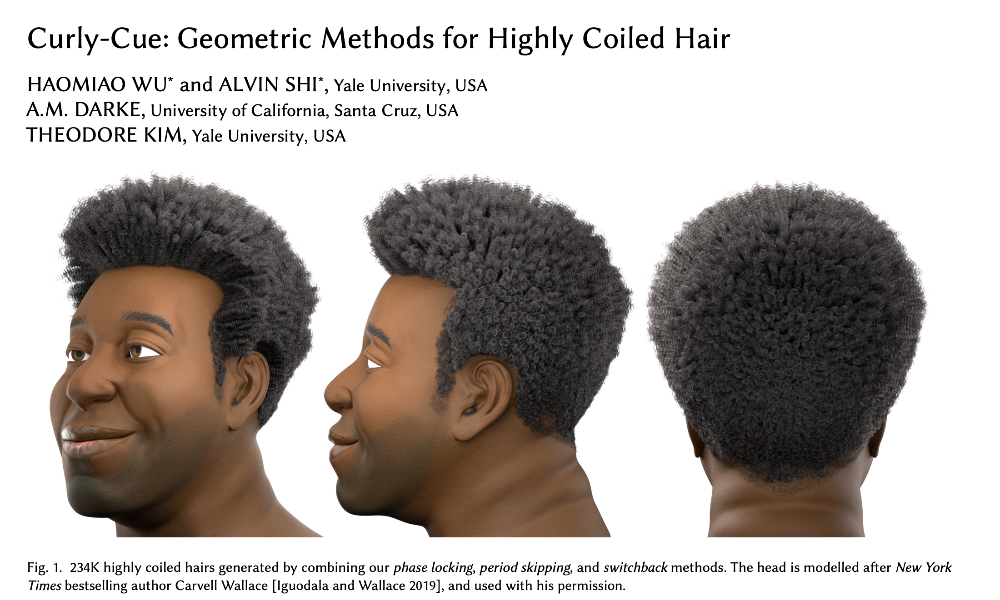 Curly-Cue: Geometric Methods for Highly Coiled Hair
HAOMIAO WU* and ALVIN SHI*, Yale University, USA
A.M. DARKE, University of California, Santa Cruz, USA
THEODORE KIM, Yale University, USA
Fig. 1. 234K highly coiled hairs generated by combining our phase locking, period skipping, and switchback methods. The head is modelled after New York
Times bestselling author Carvell Wallace [Iguodala and Wallace 2019], and used with his permission.